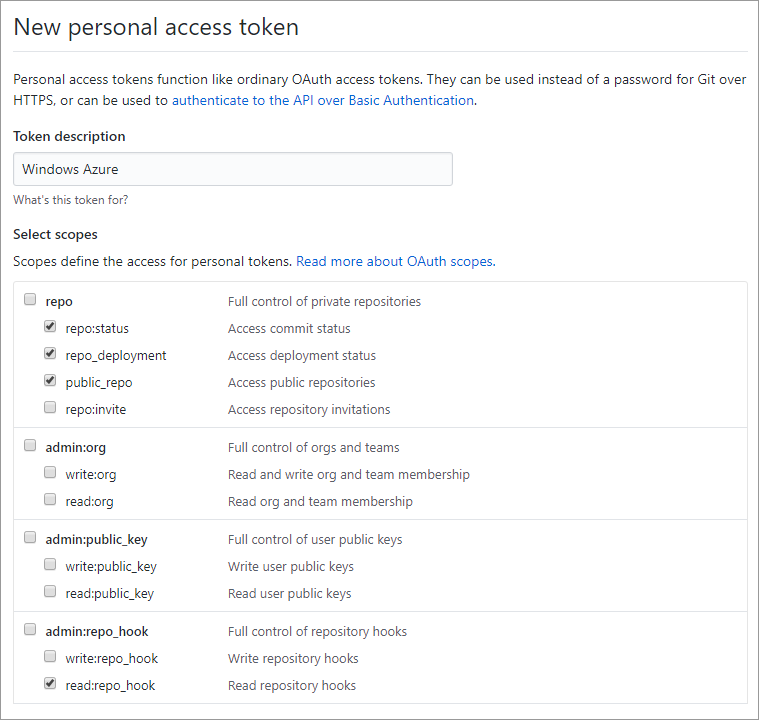 New personal access token
Personal access tokens function like ordinary OAuth access tokens. They can be used instead of a password for Git over
HTTPS, or can be used to authenticate to the API over Basic Authentication.
Token description
Windows Azure
What's this token for?
Select scopes
Scopes define the access for personal tokens. Read more about OAuth scopes.
repo Full control of private repositories
repo:status Access commit status
repo_deployment Access deployment status
public_repo Access public repositories
repo:invite Access repository invitations
admin:org Full control of orgs and teams
write:org Read and write org and team membership
read:org Read org and team membership
admin:public_key Full control of user public keys
write:public_key Write user public keys
read:public_key Read user public keys
admin:repo_hook Full control of repository hooks
write:repo_hook Write repository hooks
read:repo_hook Read repository hooks